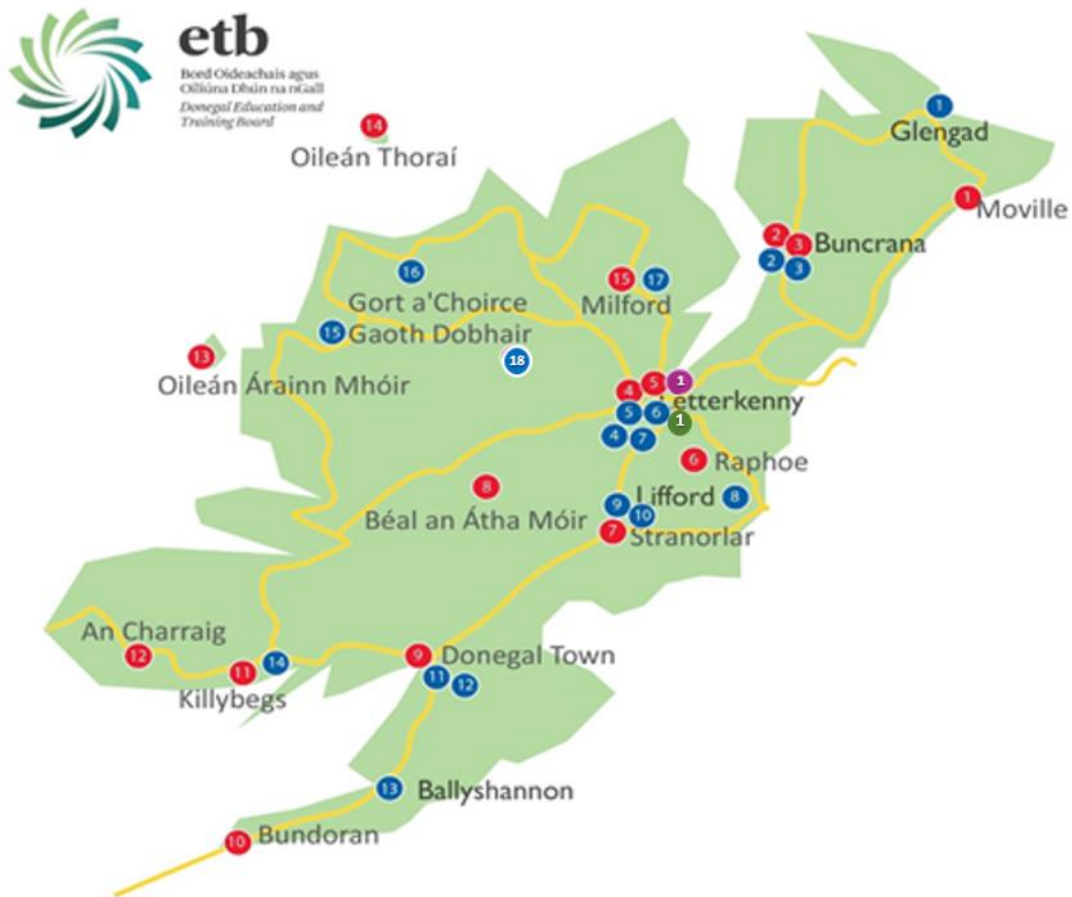 etb
Bord Oideachais agus
Oiliúna Dhún na nGall
Donegal Education and
Training Board
1
Glengad
14
Oileán Thoraí
1
Moville
2
3
Buncrana
2
3
16
15
17
Gort a'Choirce
Milford
15
Gaoth Dobhair
13
18
Oileán Árainn Mhóir
4
5
1
etterkenny
5
6
1
4
7
6
Raphoe
8
9
Lifford
8
10
Béal an Átha Móir
7
Stranorlar
An Charraig
12
11
14
Killybegs
9
Donegal Town
11
12
13
Ballyshannon
10
Bundoran